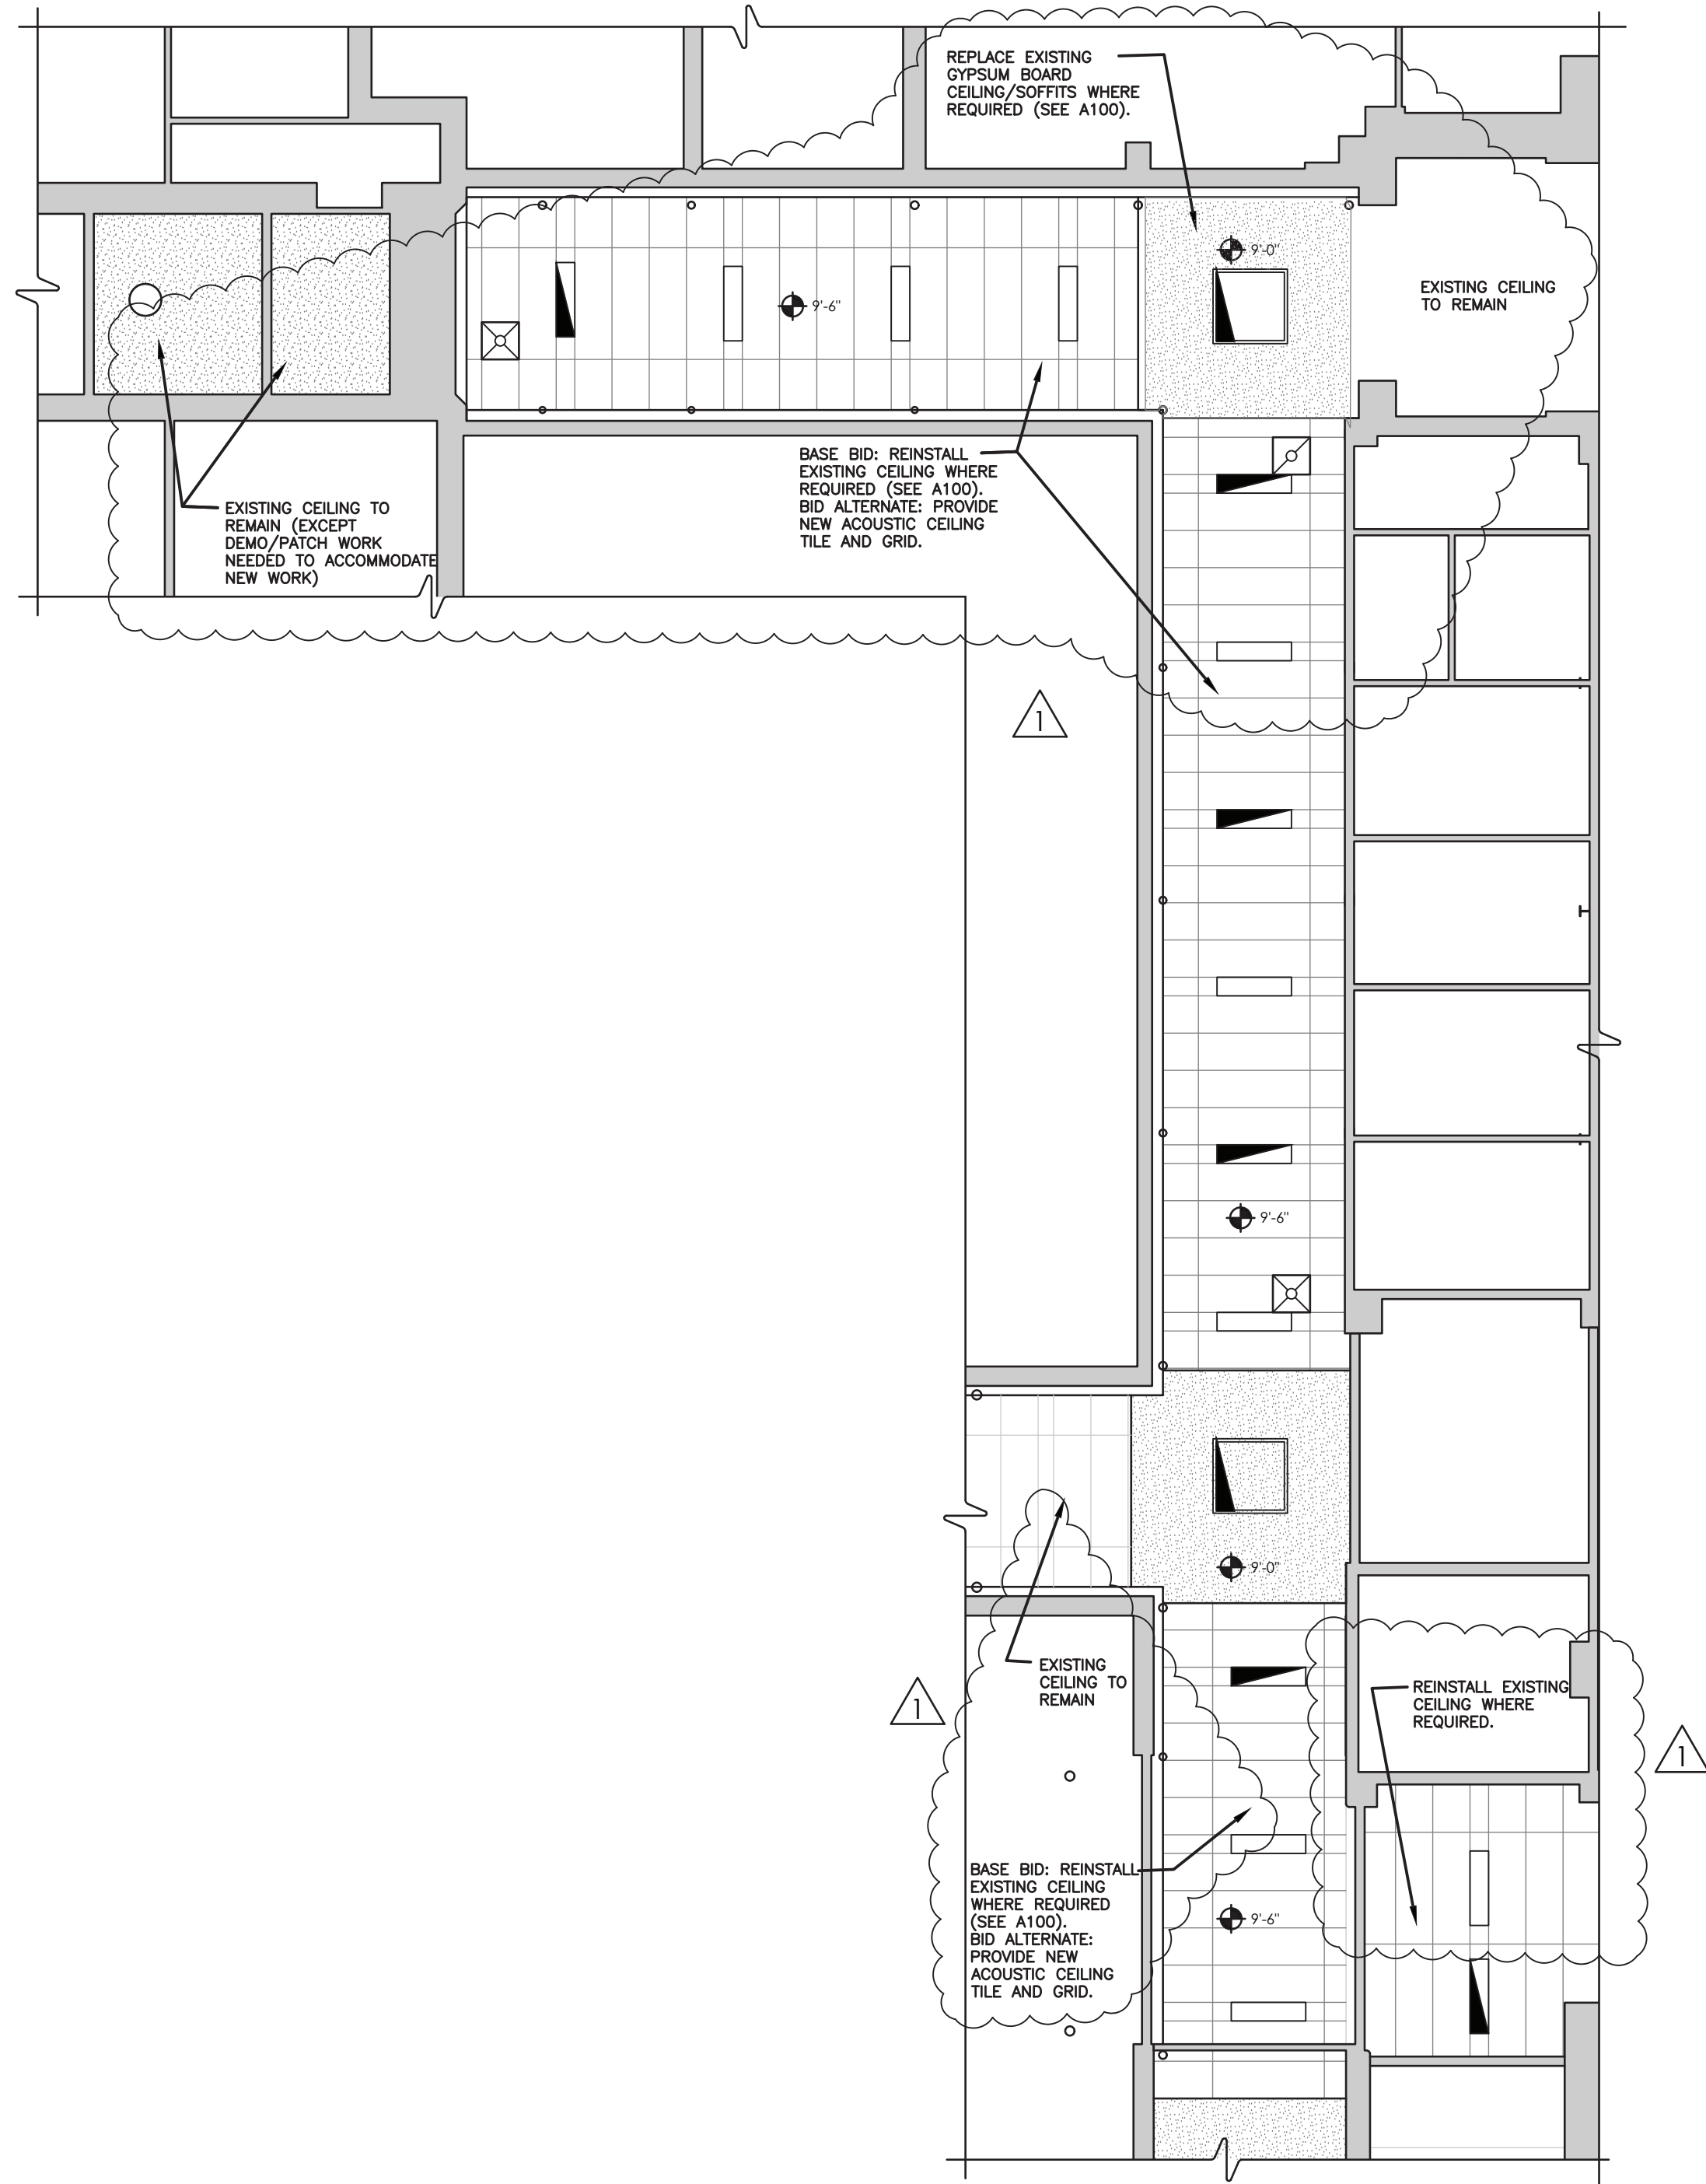 REPLACE EXISTING
GYPSUM BOARD
CEILING/SOFFITS WHERE
REQUIRED (SEE A100).
9'-0"
EXISTING CEILING
TO REMAIN
9'-6"
BASE BID: REINSTALL
EXISTING CEILING WHERE
REQUIRED (SEE A100).
BID ALTERNATE: PROVIDE
NEW ACOUSTIC CEILING
TILE AND GRID.
EXISTING CEILING TO
REMAIN (EXCEPT
DEMO/PATCH WORK
NEEDED TO ACCOMMODATE
NEW WORK)
1
9'-6"
9'-0"
EXISTING
CEILING TO
REMAIN
1
REINSTALL EXISTING
CEILING WHERE
REQUIRED.
1
BASE BID: REINSTALL
EXISTING CEILING
WHERE REQUIRED
(SEE A100).
BID ALTERNATE:
PROVIDE NEW
ACOUSTIC CEILING
TILE AND GRID.
9'-6"